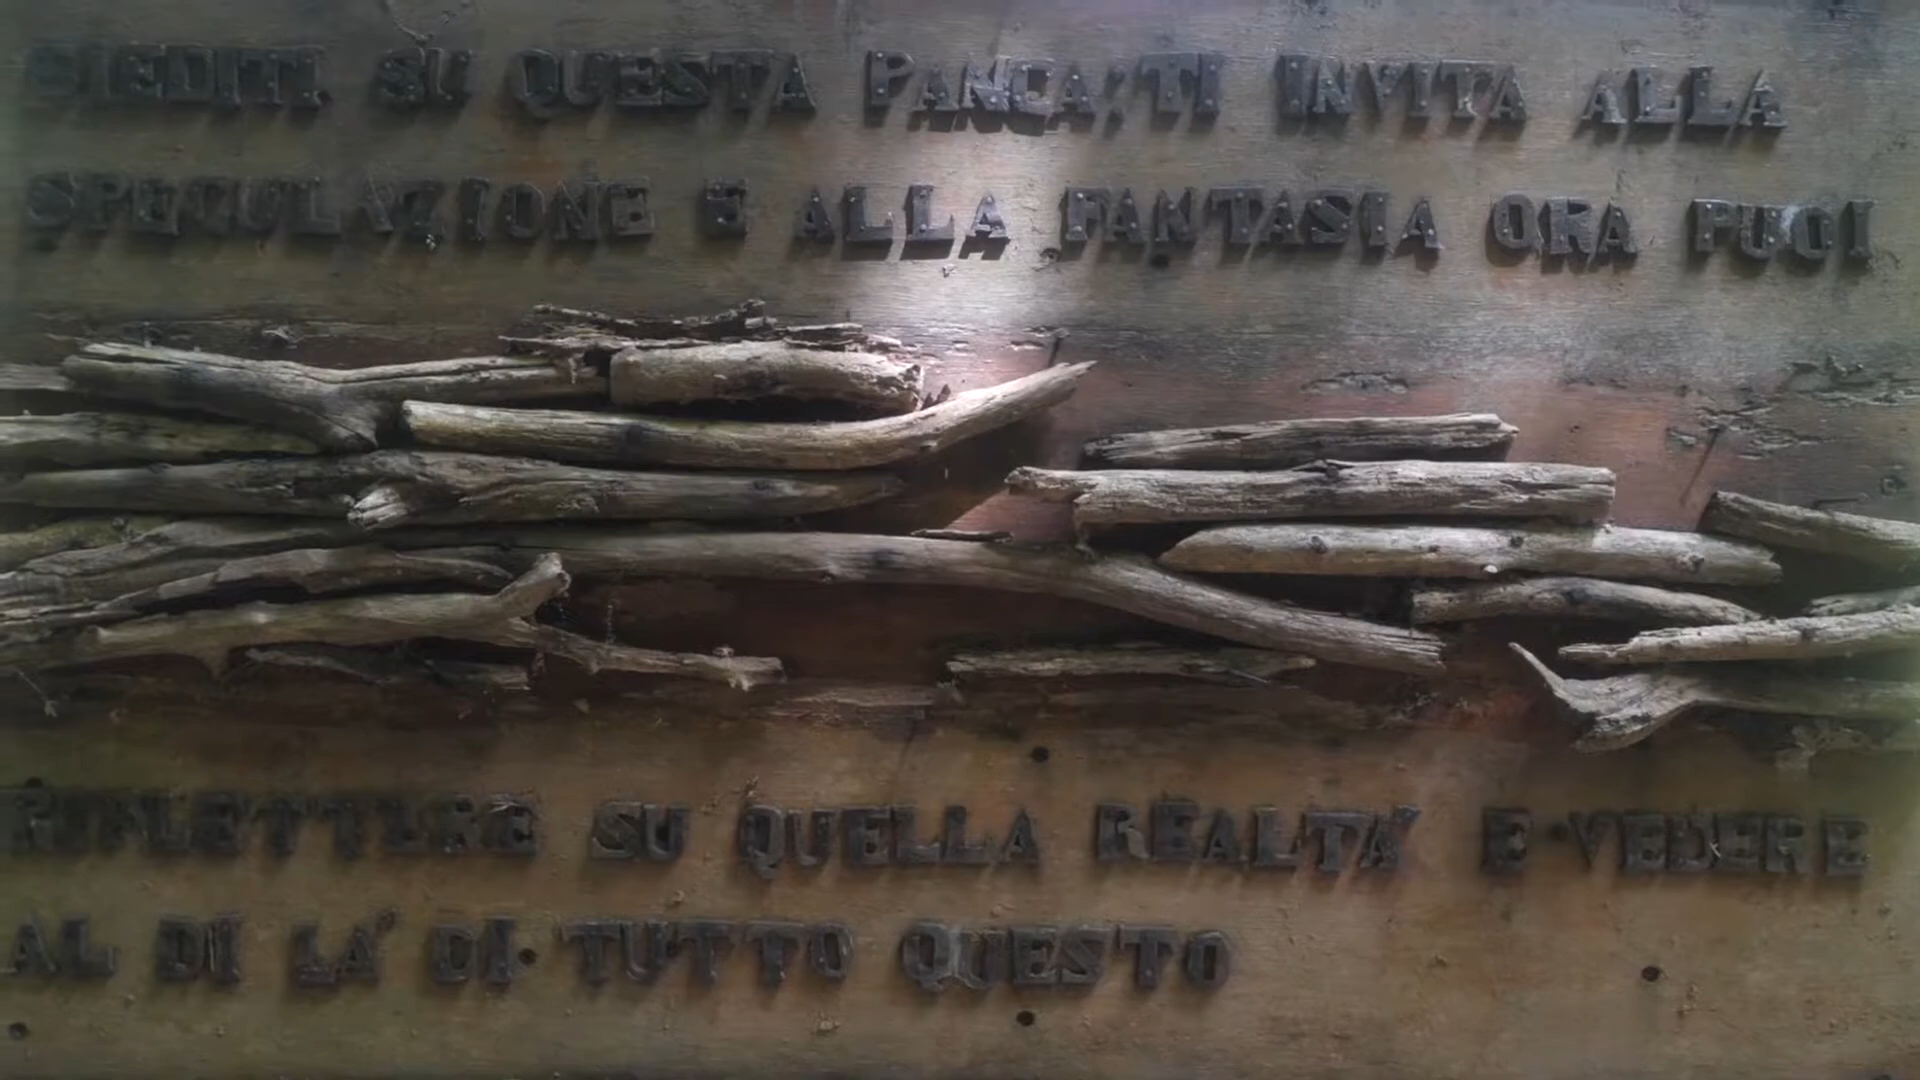 SIEDITI SU QUESTA PANCA: TI INVITA ALLA
SPECULAZIONE E ALLA FANTASIA ORA PUOI
RIFLETTERE SU QUELLA REALTA' E VEDERE
AL DI LA' DI TUTTO QUESTO